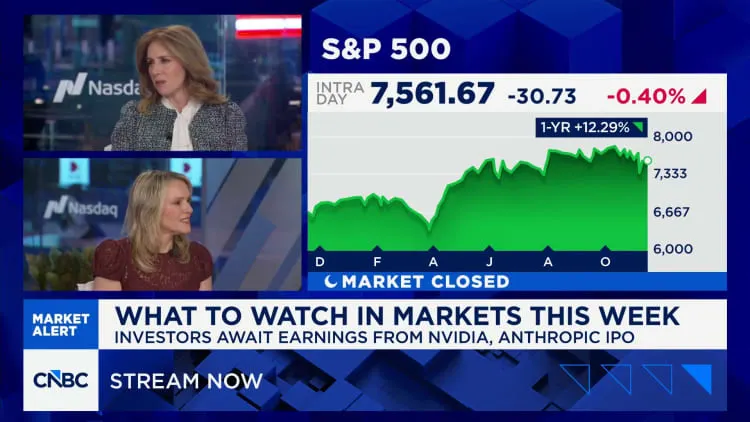 Nasdaq
Nasdaq
S&P 500
INTRA
DAY
7,561.67 -30.73 -0.40%
1-YR +12.29%
8,000
7,333
6,667
6,000
D F A J A O
MARKET CLOSED
MARKET
ALERT
WHAT TO WATCH IN MARKETS THIS WEEK
INVESTORS AWAIT EARNINGS FROM NVIDIA, ANTHROPIC IPO
CNBC
STREAM NOW